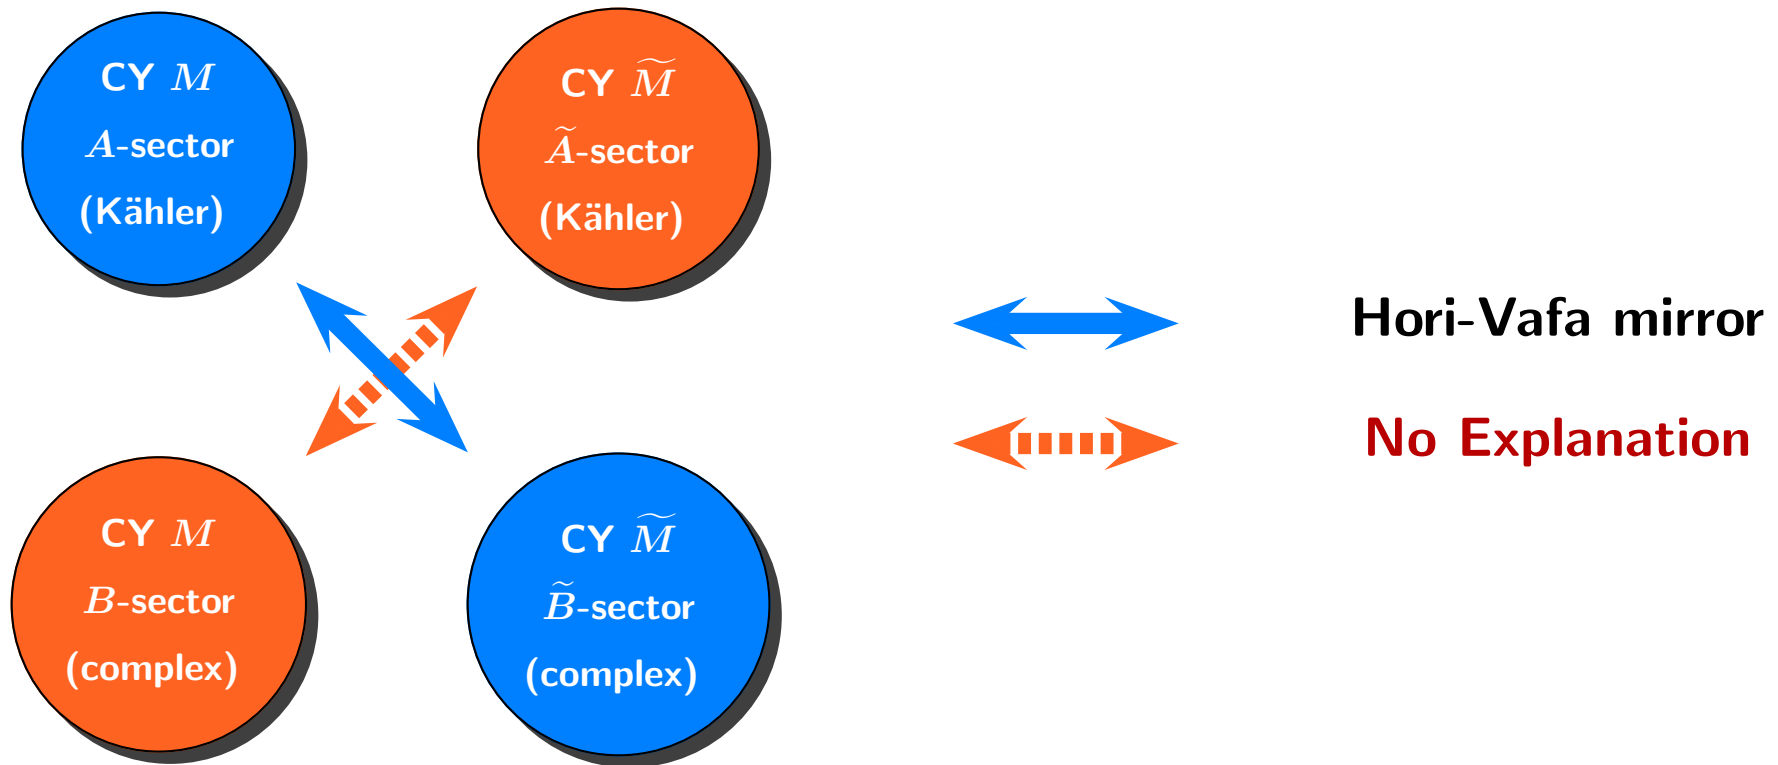 CY M
A-sector
(Kähler)
CY M̃
Ã-sector
(Kähler)
Hori-Vafa mirror
No Explanation
CY M
B-sector
(complex)
CY M̃
B̃-sector
(complex)